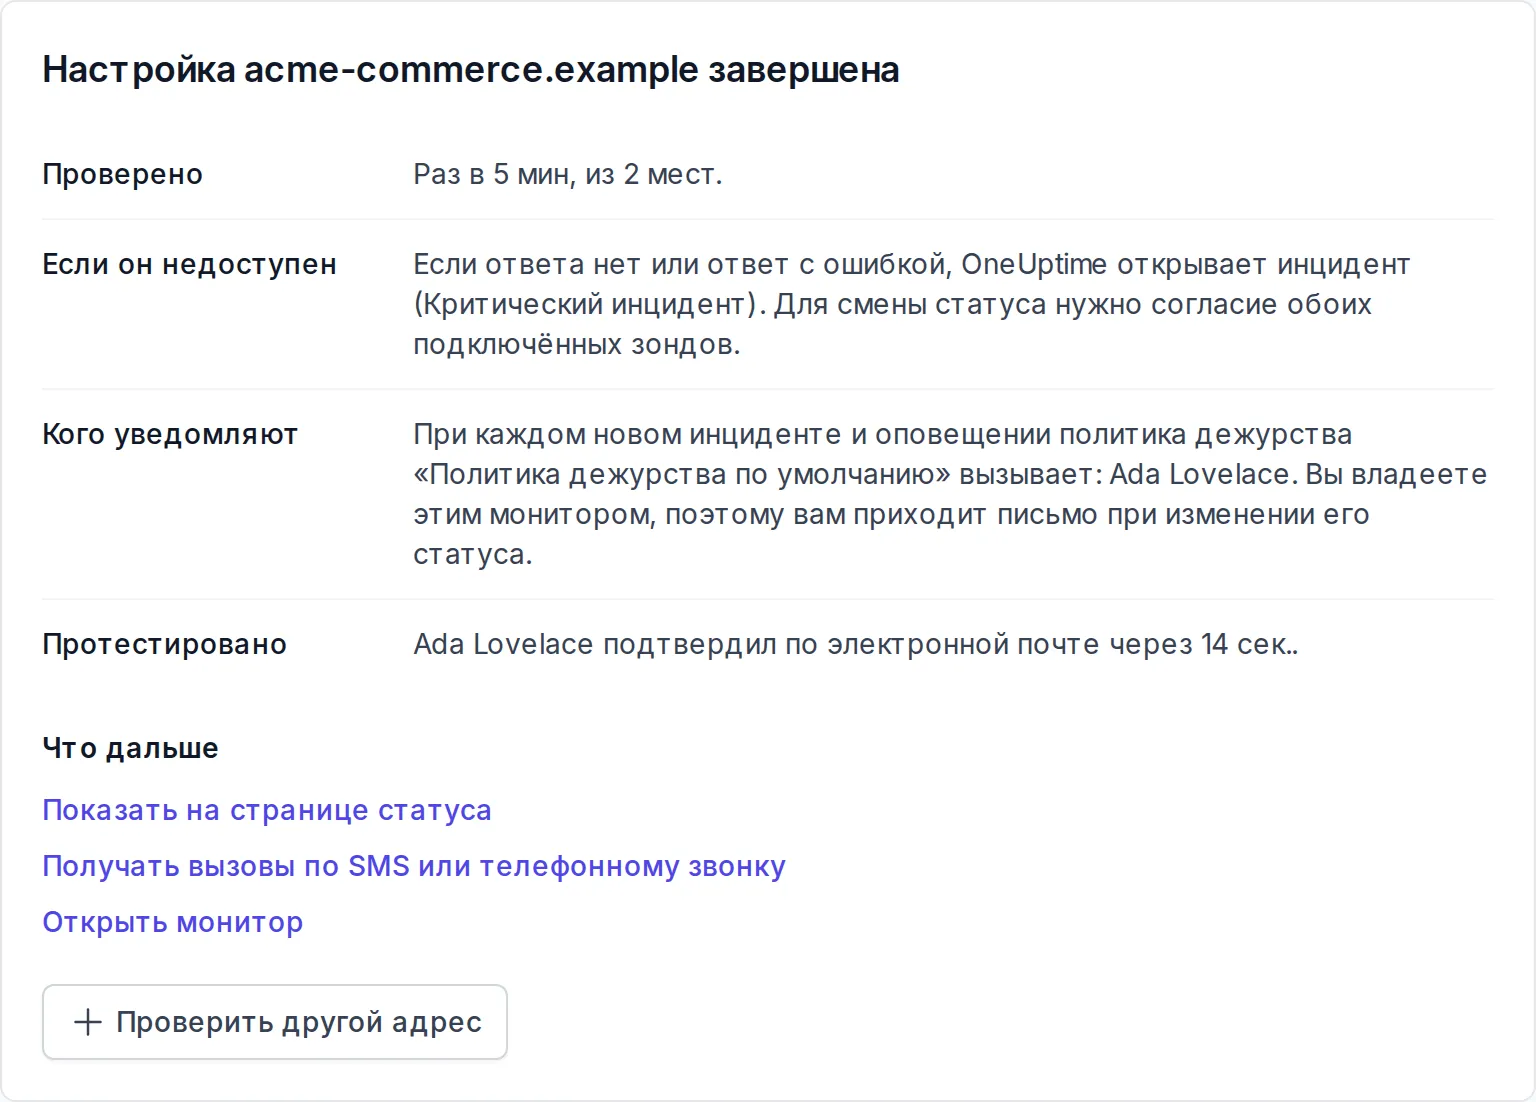 Настройка acme-commerce.example завершена
Проверено
Раз в 5 мин, из 2 мест.
Если он недоступен
Если ответа нет или ответ с ошибкой, OneUptime открывает инцидент
(Критический инцидент). Для смены статуса нужно согласие обоих
подключённых зондов.
Кого уведомляют
При каждом новом инциденте и оповещении политика дежурства
«Политика дежурства по умолчанию» вызывает: Ada Lovelace. Вы владеете
этим монитором, поэтому вам приходит письмо при изменении его
статуса.
Протестировано
Ada Lovelace подтвердил по электронной почте через 14 сек..
Что дальше
Показать на странице статуса
Получать вызовы по SMS или телефонному звонку
Открыть монитор
Проверить другой адрес